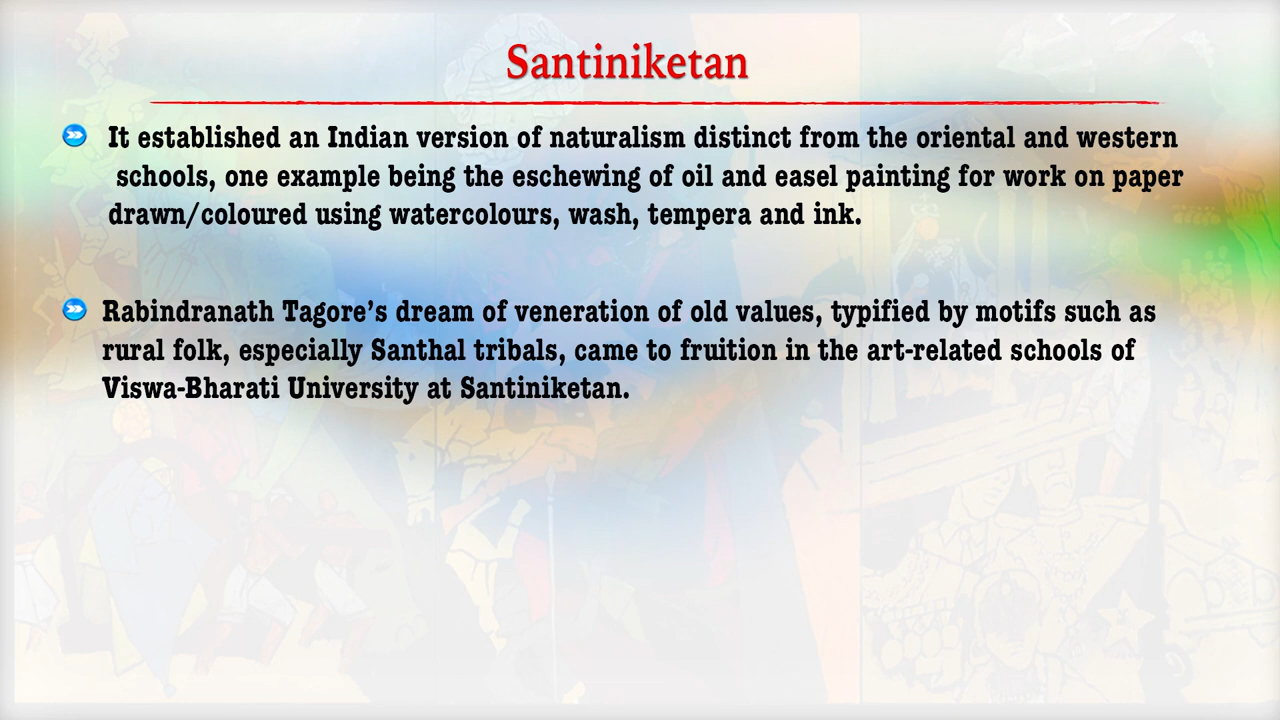 Santiniketan
It established an Indian version of naturalism distinct from the oriental and western
schools, one example being the eschewing of oil and easel painting for work on paper
drawn/coloured using watercolours, wash, tempera and ink.
Rabindranath Tagore’s dream of veneration of old values, typified by motifs such as
rural folk, especially Santhal tribals, came to fruition in the art-related schools of
Viswa-Bharati University at Santiniketan.